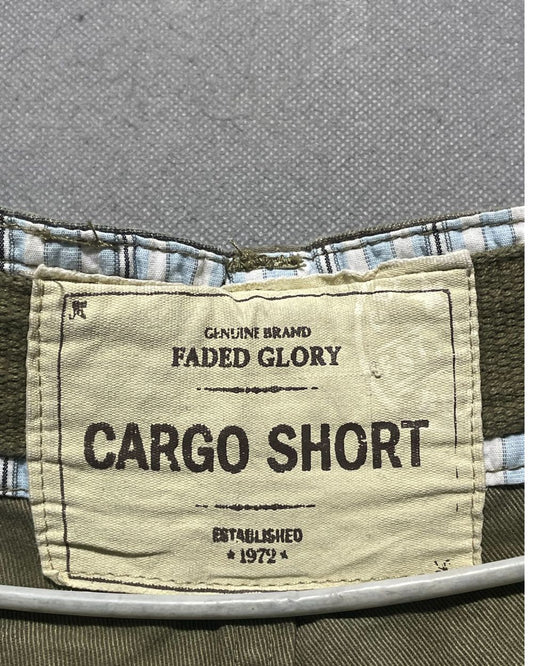 GENUINE BRAND
FADED GLORY
CARGO SHORT
ESTABLISHED
★ 1972 ★